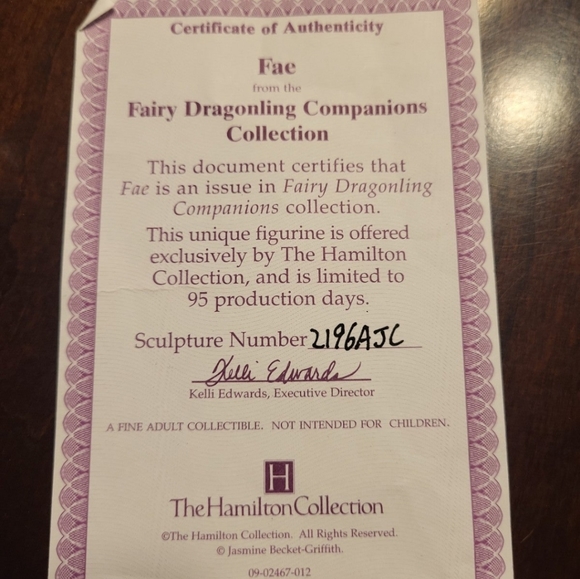 Certificate of Authenticity
Fae
from the
Fairy Dragonling Companions
Collection
This document certifies that
Fae is an issue in Fairy Dragonling
Companions collection.
This unique figurine is offered
exclusively by The Hamilton
Collection, and is limited to
95 production days.
Sculpture Number 2196AJC
Kelli Edwards
Kelli Edwards, Executive Director
A FINE ADULT COLLECTIBLE. NOT INTENDED FOR CHILDREN.
H
The Hamilton Collection
©The Hamilton Collection. All Rights Reserved.
© Jasmine Becket-Griffith.
09-02467-012